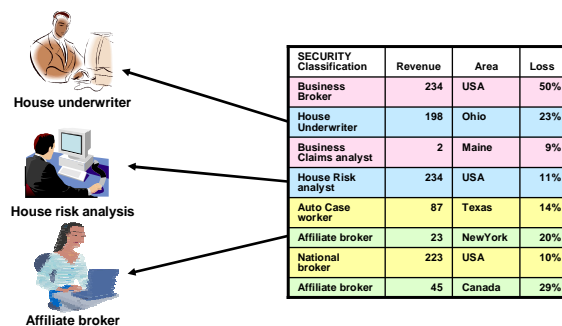 House underwriter
House risk analysis
Affiliate broker
SECURITY
Classification Revenue Area Loss
Business
Broker 234 USA 50%
House
Underwriter 198 Ohio 23%
Business
Claims analyst 2 Maine 9%
House Risk
analyst 234 USA 11%
Auto Case
worker 87 Texas 14%
Affiliate broker 23 NewYork 20%
National
broker 223 USA 10%
Affiliate broker 45 Canada 29%